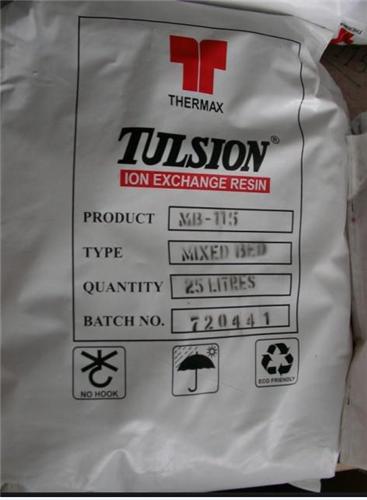 THERMAX
TULSION®
ION EXCHANGE RESIN
PRODUCT MB-115
TYPE MIXED BED
QUANTITY 25 LITRES
BATCH NO. 720441
NO HOOK
ECO FRIENDLY